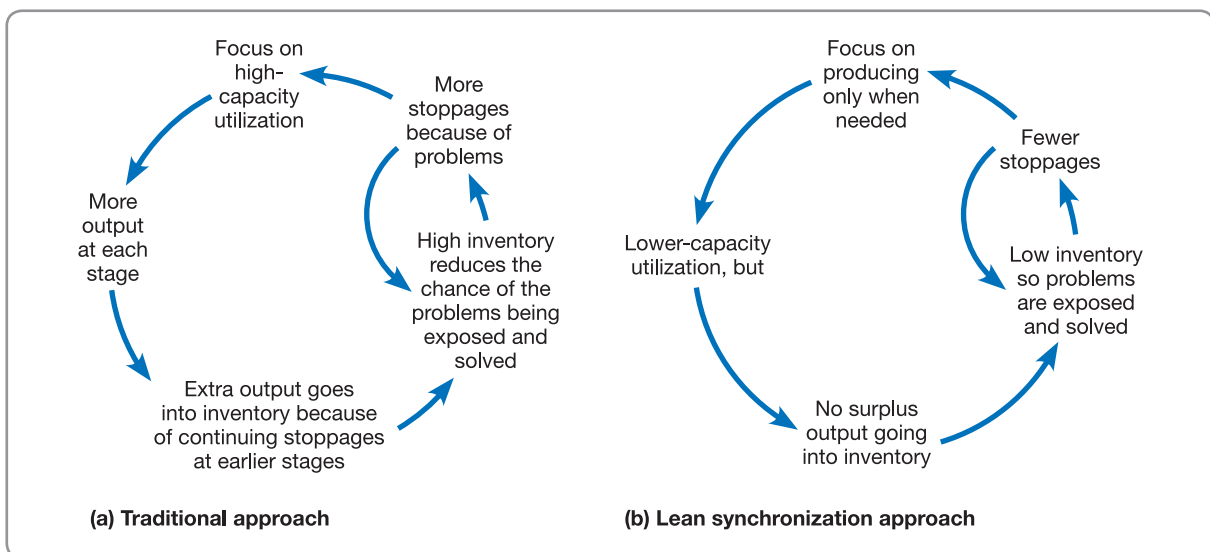 Focus on
high-
capacity
utilization
More
stoppages
because of
problems
More
output
at each
stage
High inventory
reduces the
chance of the
problems being
exposed and
solved
Extra output goes
into inventory because
of continuing stoppages
at earlier stages
(a) Traditional approach
Focus on
producing
only when
needed
Fewer
stoppages
Lower-capacity
utilization, but
Low inventory
so problems
are exposed
and solved
No surplus
output going
into inventory
(b) Lean synchronization approach